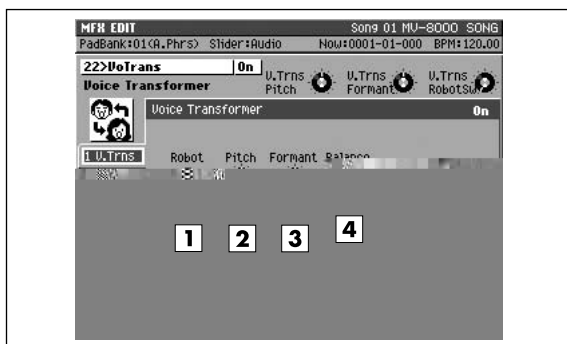 MFX EDIT Song 01 MV-8000 SONG
PadBank:01(A.Phrs) Slider:Audio Now:0001-01-000 BPM:120.00
22>VoTrans On
Voice Transformer
V.Trns Pitch
V.Trns Formant
V.Trns RobotSw
Voice Transformer On
1 V.Trns Robot Pitch Formant Balance
1 2 3 4